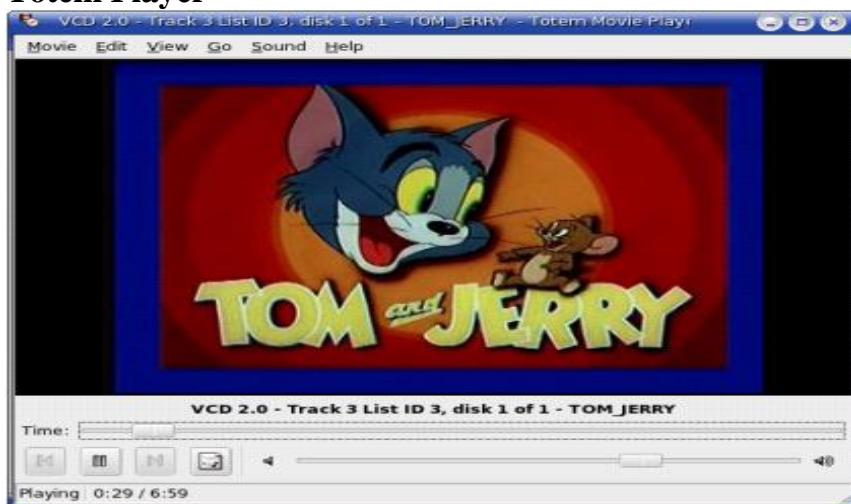 Totem Player
VCD 2.0 - Track 3 List ID 3, disk 1 of 1 - TOM_JERRY - Totem Movie Playe
Movie Edit View Go Sound Help
TOM and JERRY
VCD 2.0 - Track 3 List ID 3, disk 1 of 1 - TOM_JERRY
Time:
Playing 0:29 / 6:59